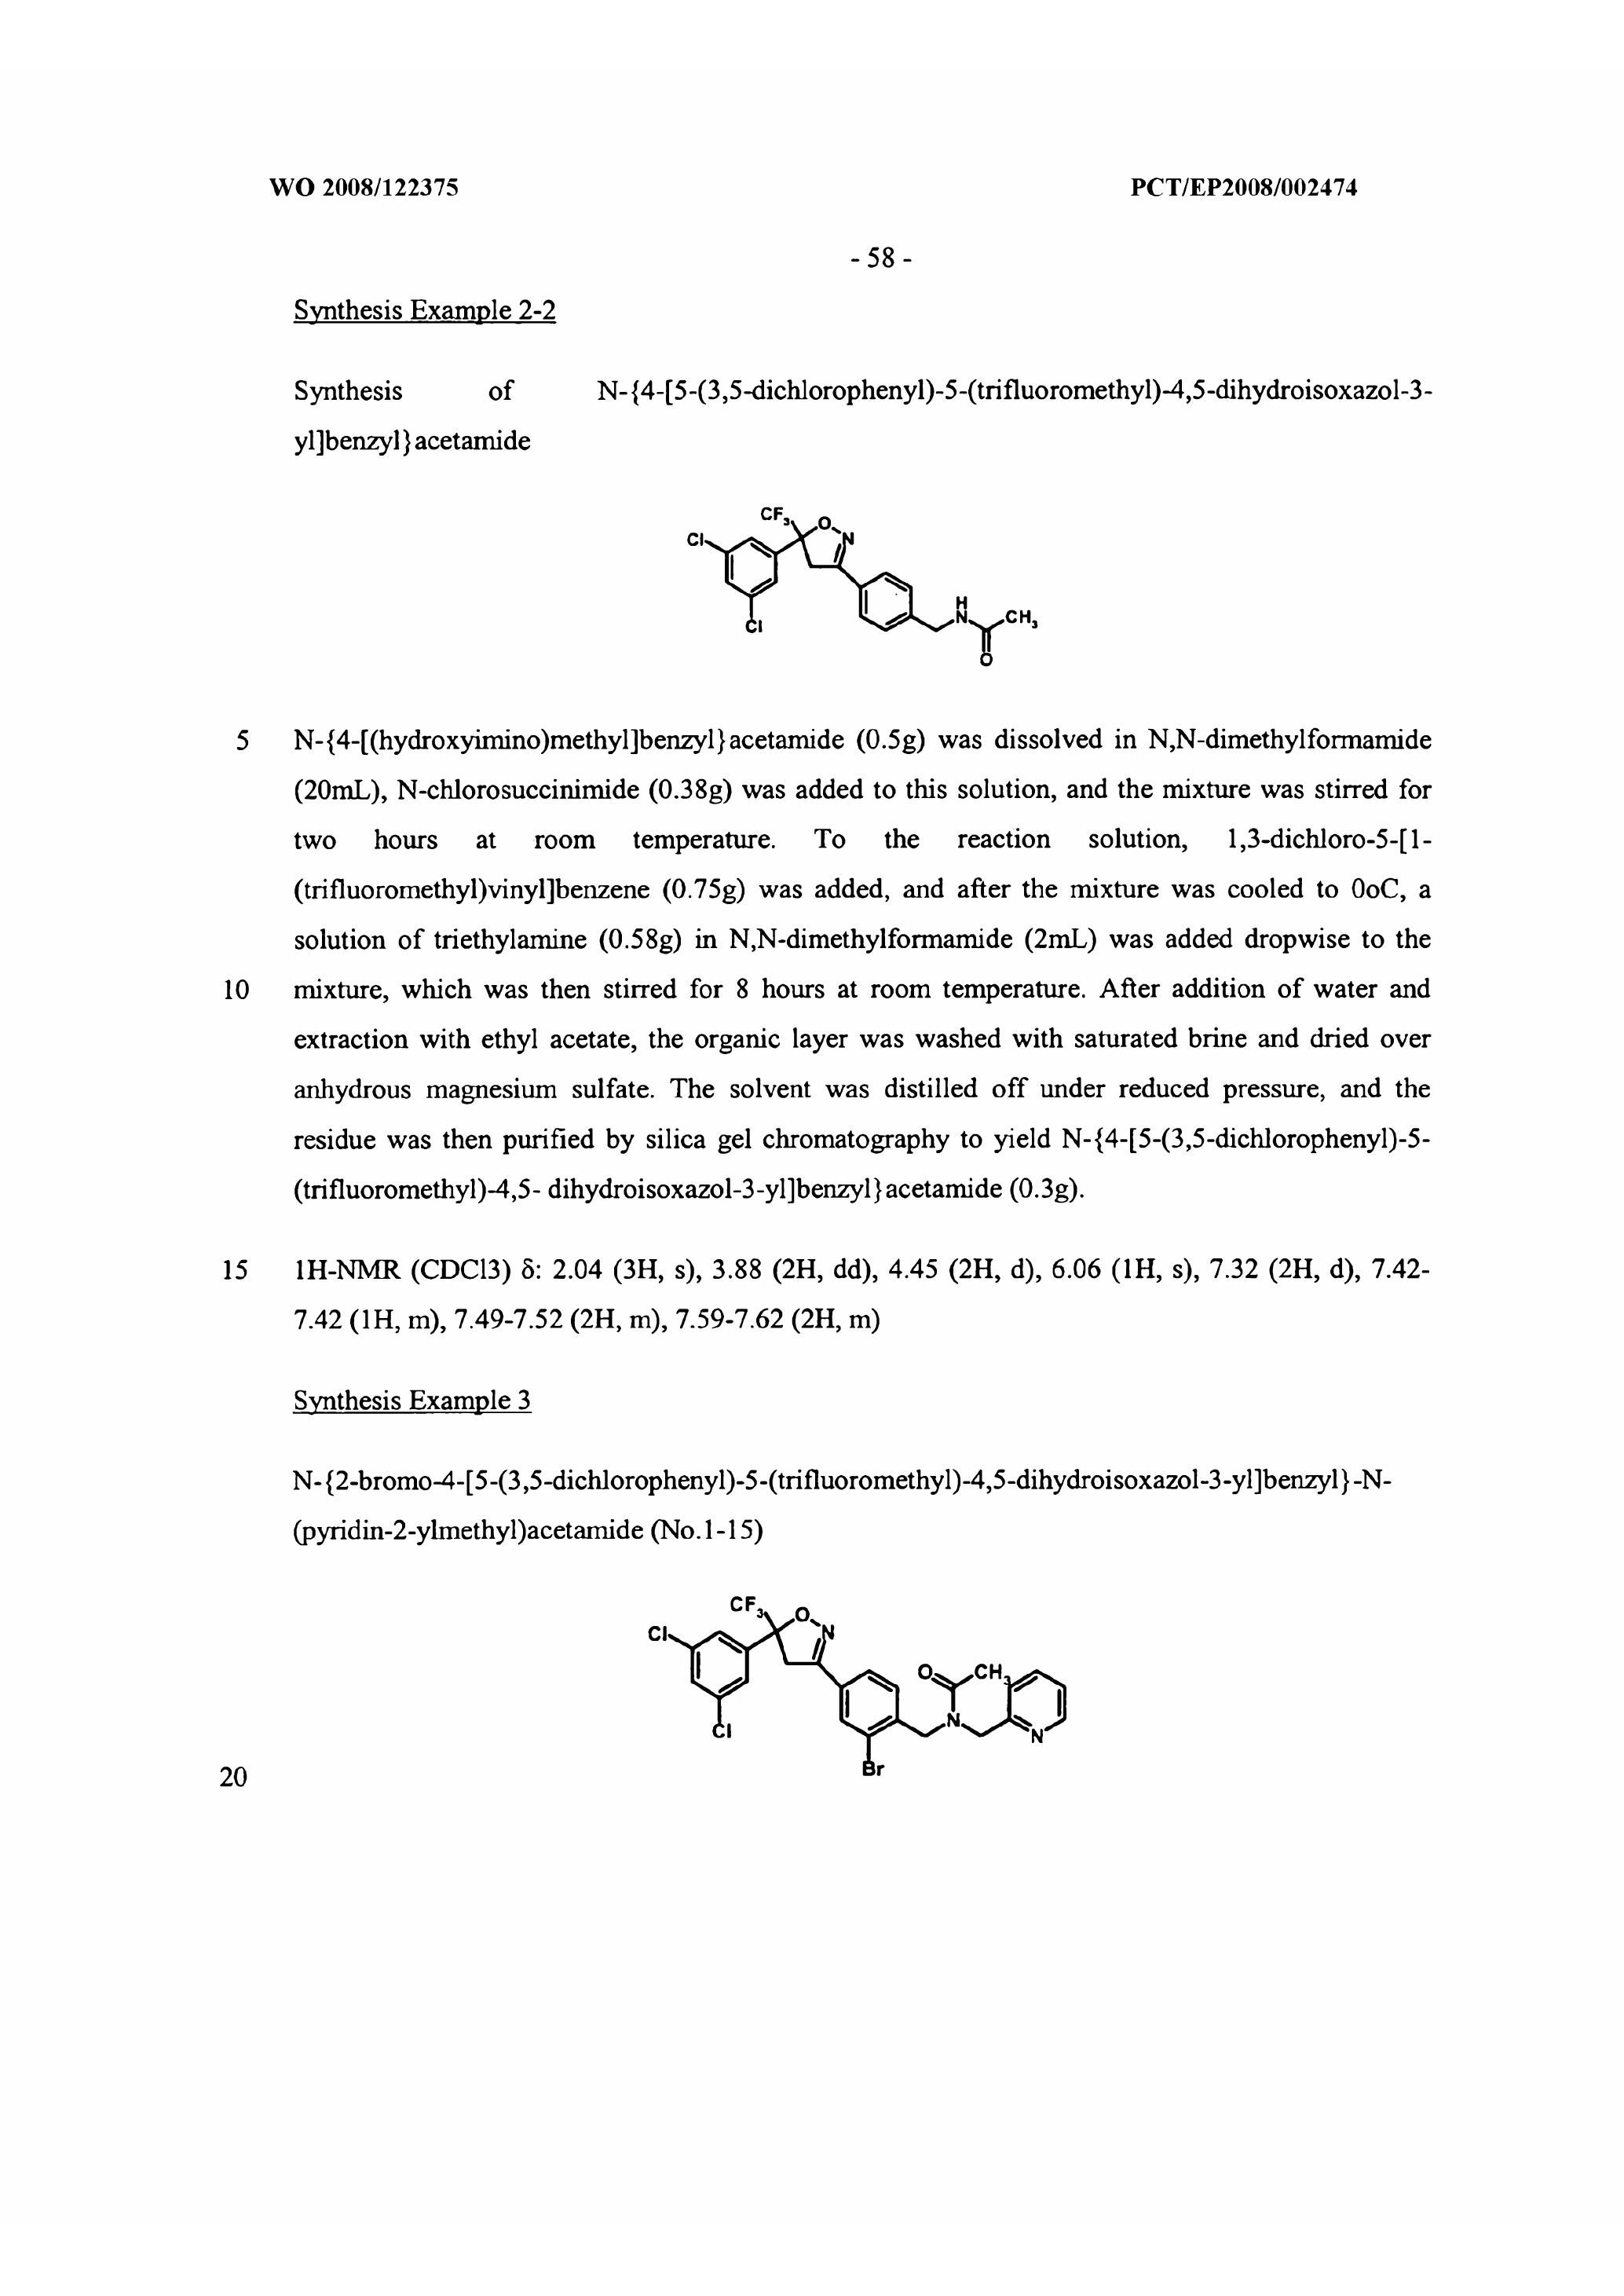 WO 2008/122375 PCT/EP2008/002474
- 58 -
Synthesis Example 2-2
Synthesis of N-{4-[5-(3,5-dichlorophenyl)-5-(trifluoromethyl)-4,5-dihydroisoxazol-3-
yl]benzyl}acetamide
CF3 O N
Cl
Cl
H
N CH3
O
5 N-{4-[(hydroxyimino)methyl]benzyl}acetamide (0.5g) was dissolved in N,N-dimethylformamide
(20mL), N-chlorosuccinimide (0.38g) was added to this solution, and the mixture was stirred for
two hours at room temperature. To the reaction solution, 1,3-dichloro-5-[1-
(trifluoromethyl)vinyl]benzene (0.75g) was added, and after the mixture was cooled to 0oC, a
solution of triethylamine (0.58g) in N,N-dimethylformamide (2mL) was added dropwise to the
10 mixture, which was then stirred for 8 hours at room temperature. After addition of water and
extraction with ethyl acetate, the organic layer was washed with saturated brine and dried over
anhydrous magnesium sulfate. The solvent was distilled off under reduced pressure, and the
residue was then purified by silica gel chromatography to yield N-{4-[5-(3,5-dichlorophenyl)-5-
(trifluoromethyl)-4,5- dihydroisoxazol-3-yl]benzyl}acetamide (0.3g).
15 1H-NMR (CDCl3) δ: 2.04 (3H, s), 3.88 (2H, dd), 4.45 (2H, d), 6.06 (1H, s), 7.32 (2H, d), 7.42-
7.42 (1H, m), 7.49-7.52 (2H, m), 7.59-7.62 (2H, m)
Synthesis Example 3
N-{2-bromo-4-[5-(3,5-dichlorophenyl)-5-(trifluoromethyl)-4,5-dihydroisoxazol-3-yl]benzyl}-N-
(pyridin-2-ylmethyl)acetamide (No.1-15)
CF3 O N
Cl
O CH3
Cl N N
Br
20